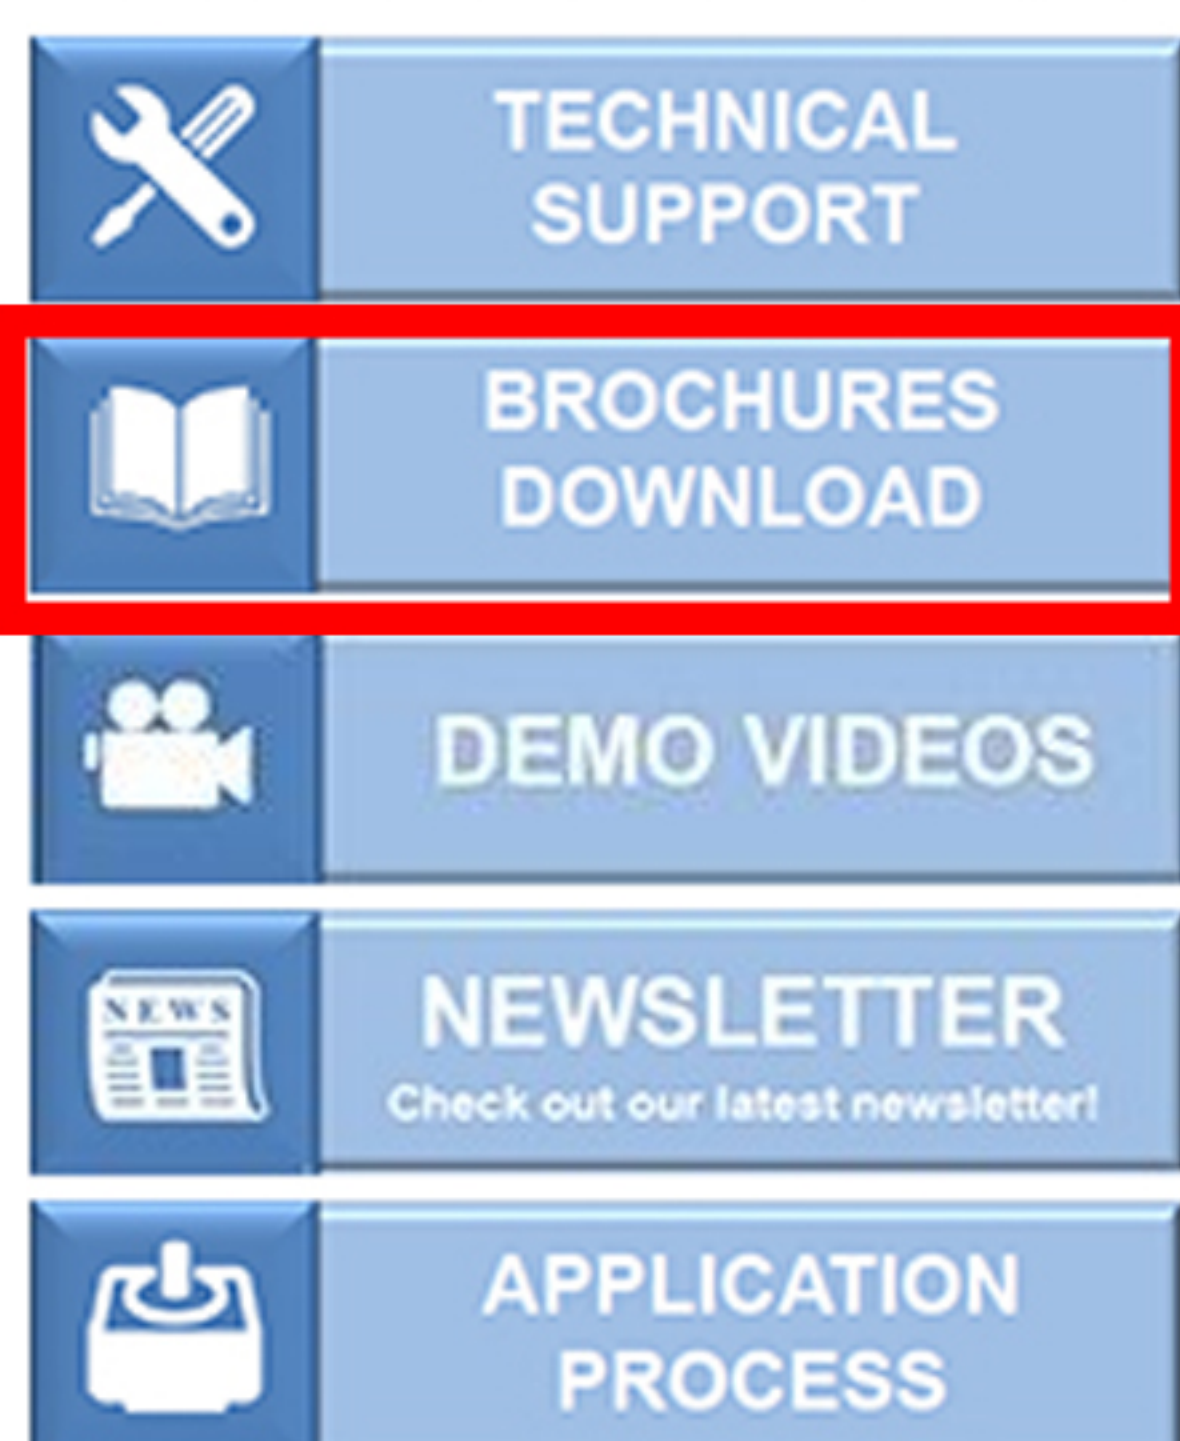 TECHNICAL
SUPPORT
BROCHURES
DOWNLOAD
DEMO VIDEOS
NEWS
NEWSLETTER
Check out our latest newsletter!
APPLICATION
PROCESS